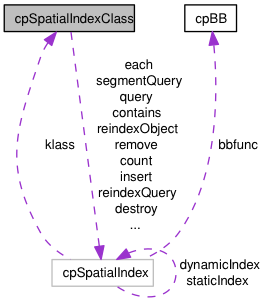 cpSpatialIndexClass
cpBB
each
segmentQuery
query
contains
reindexObject
remove
count
insert
reindexQuery
destroy
...
klass
bbfunc
cpSpatialIndex
dynamicIndex
staticIndex